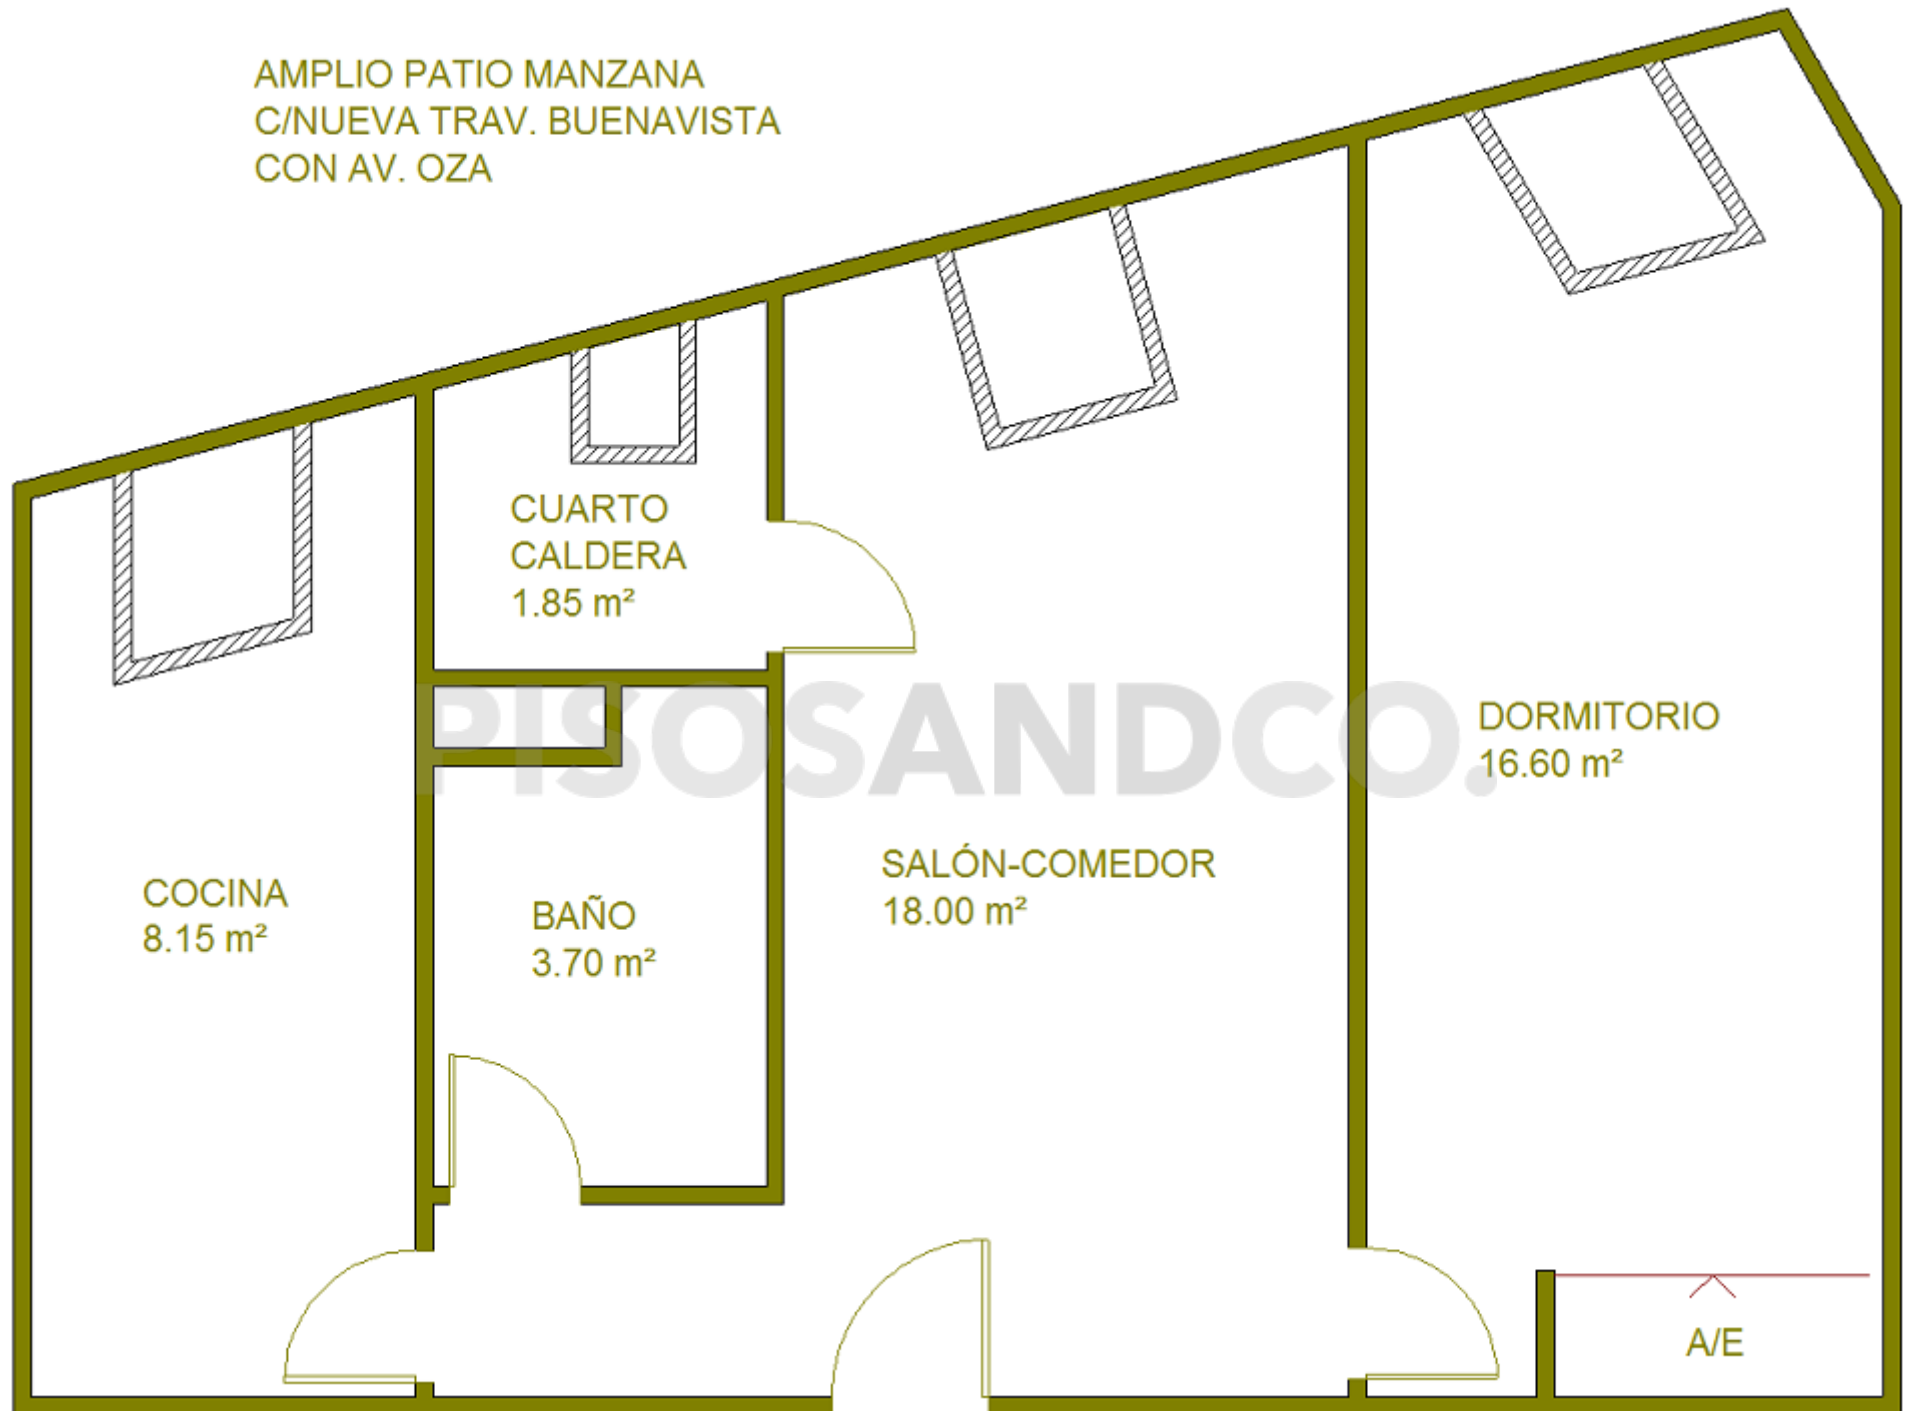 AMPLIO PATIO MANZANA
C/NUEVA TRAV. BUENAVISTA
CON AV. OZA
CUARTO
CALDERA
1.85 m²
PISOSANDCO.
DORMITORIO
16.60 m²
SALÓN-COMEDOR
18.00 m²
COCINA
8.15 m²
BAÑO
3.70 m²
A/E